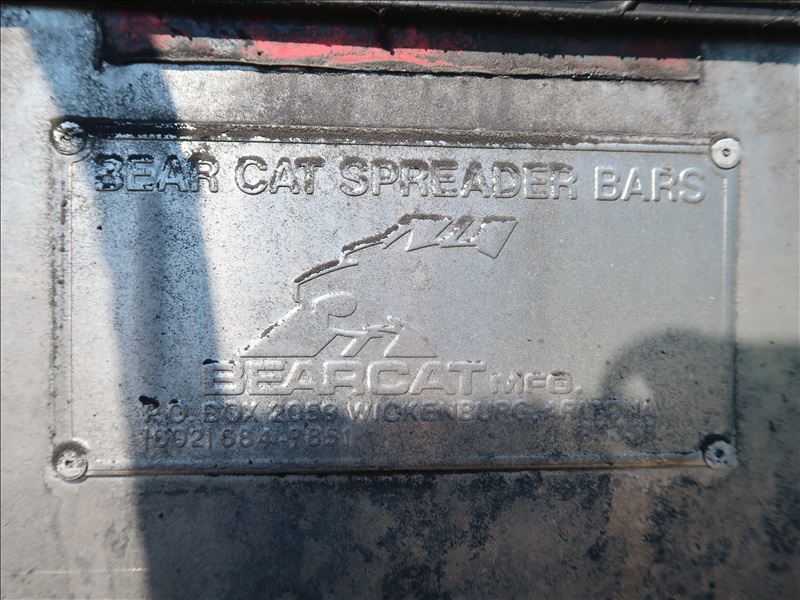 BEAR CAT SPREADER BARS
BEARCAT MFG.
P.O. BOX 2059 WICKENBURG, ARIZONA
(602) 684-7851